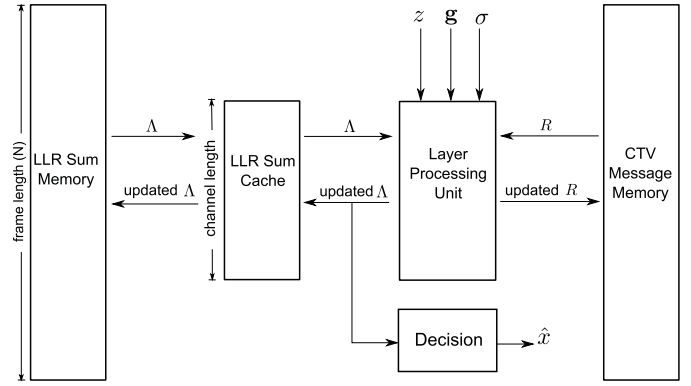 z g σ
Λ
Λ
R
frame length (N)
LLR Sum
Memory
channel length
LLR Sum
Cache
Layer
Processing
Unit
CTV
Message
Memory
updated Λ
updated Λ
updated R
Decision
x̂